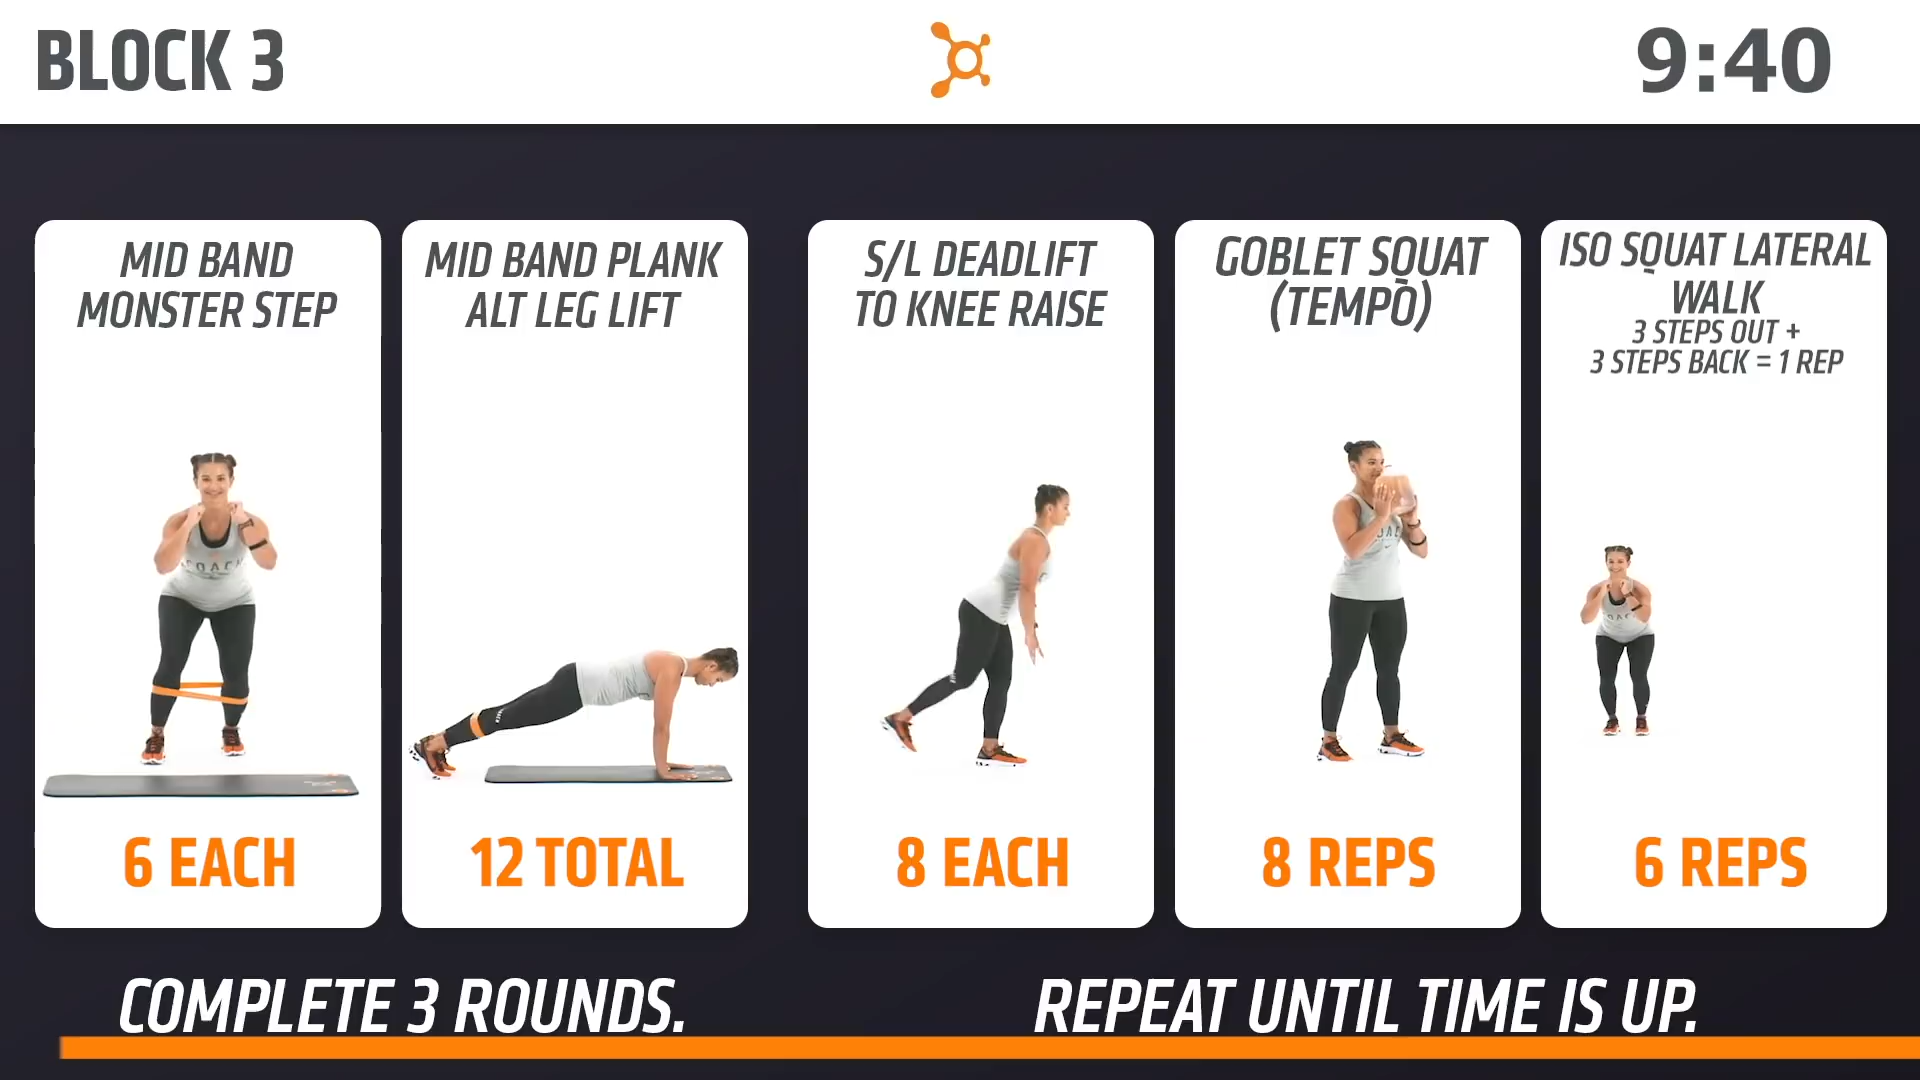 BLOCK 3
9:40
MID BAND
MONSTER STEP
6 EACH
MID BAND PLANK
ALT LEG LIFT
12 TOTAL
S/L DEADLIFT
TO KNEE RAISE
8 EACH
GOBLET SQUAT
(TEMPO)
8 REPS
ISO SQUAT LATERAL
WALK
3 STEPS OUT +
3 STEPS BACK = 1 REP
6 REPS
COMPLETE 3 ROUNDS.
REPEAT UNTIL TIME IS UP.
COACH